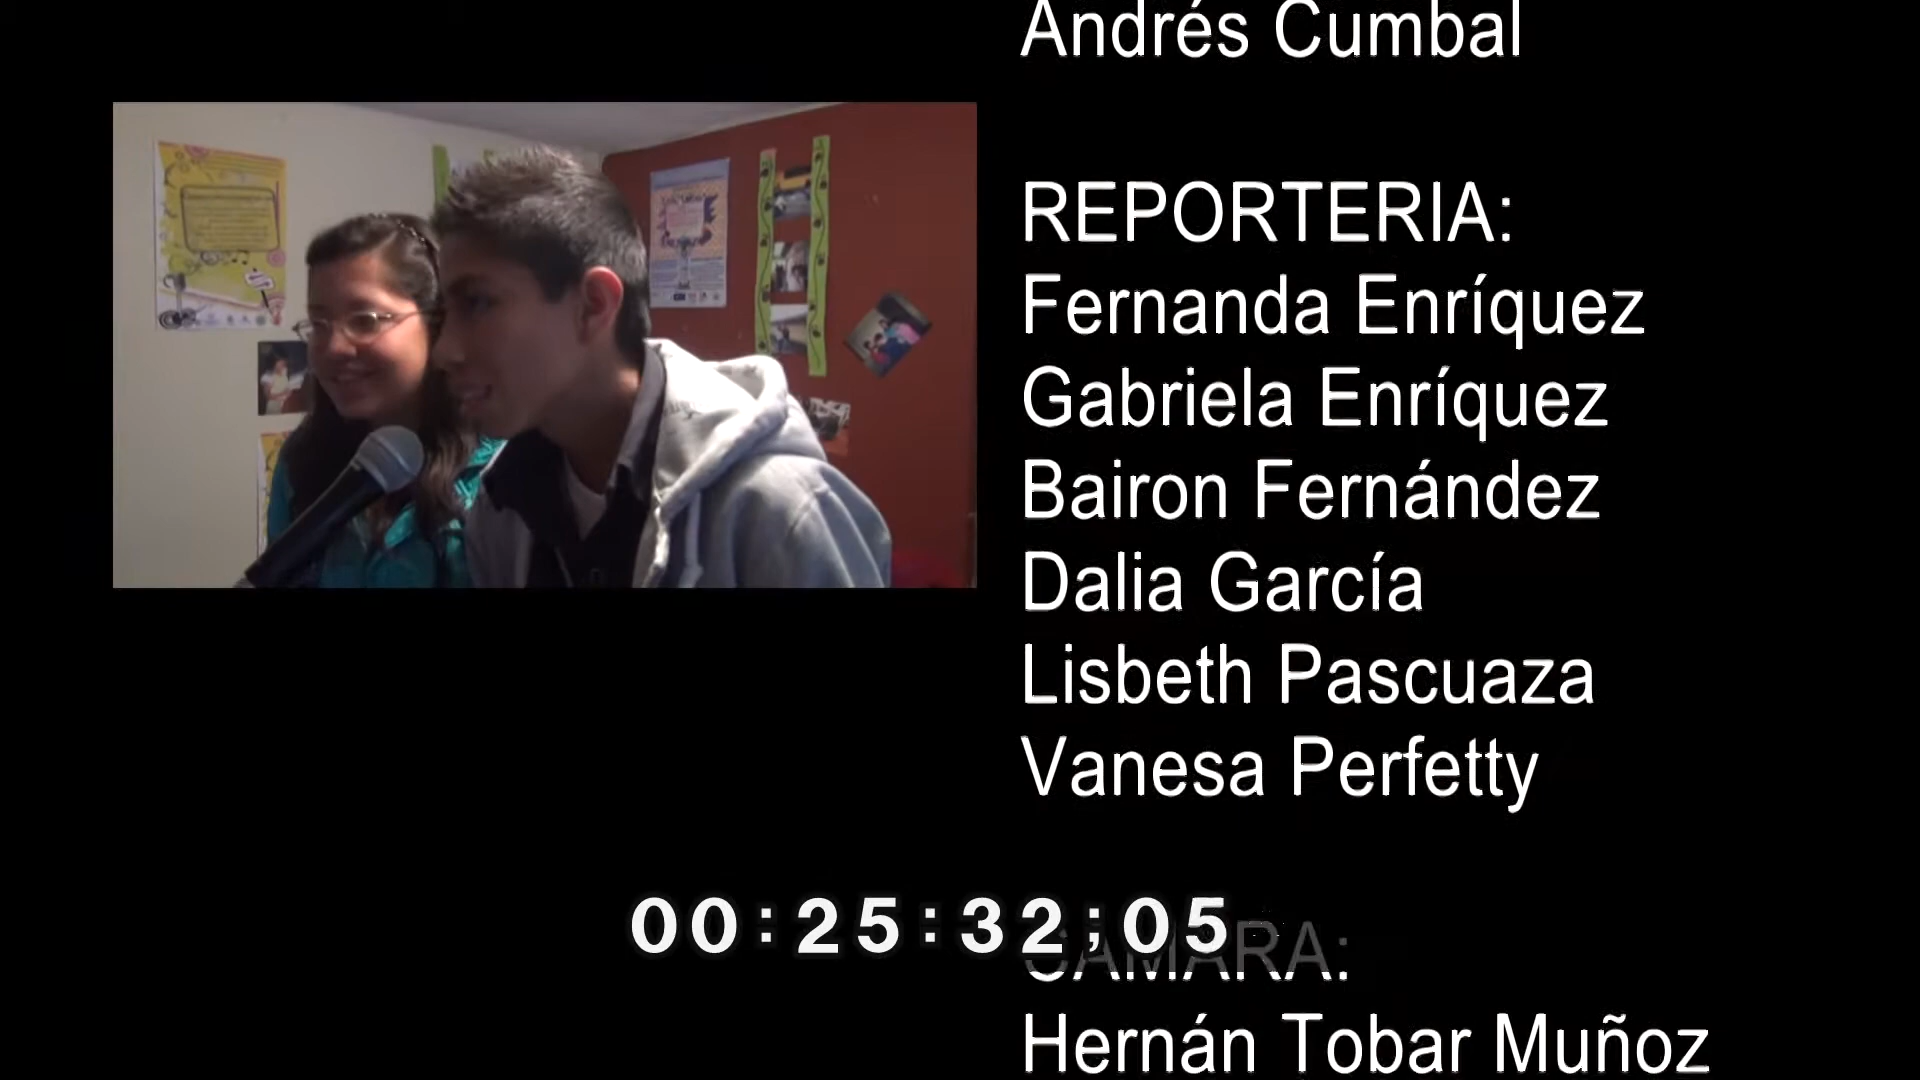 Andrés Cumbal
REPORTERIA:
Fernanda Enríquez
Gabriela Enríquez
Bairon Fernández
Dalia García
Lisbeth Pascuaza
Vanesa Perfetty
00:25:32;05
CÁMARA:
Hernán Tobar Muñoz